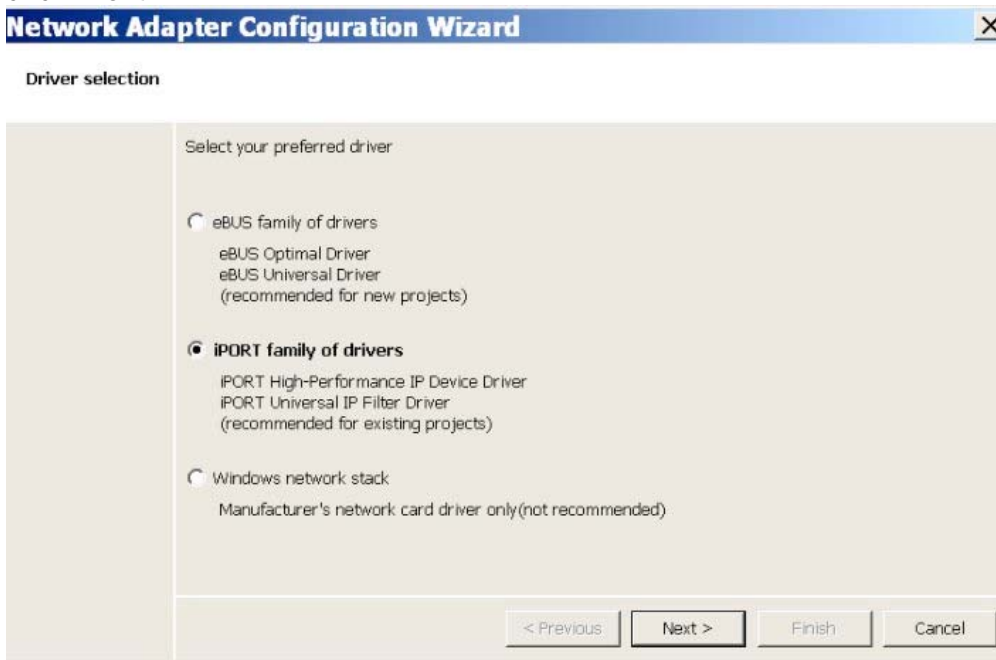 Network Adapter Configuration Wizard
Driver selection
Select your preferred driver
eBUS family of drivers
eBUS Optimal Driver
eBUS Universal Driver
(recommended for new projects)
iPORT family of drivers
iPORT High-Performance IP Device Driver
iPORT Universal IP Filter Driver
(recommended for existing projects)
Windows network stack
Manufacturer's network card driver only(not recommended)
< Previous Next > Finish Cancel